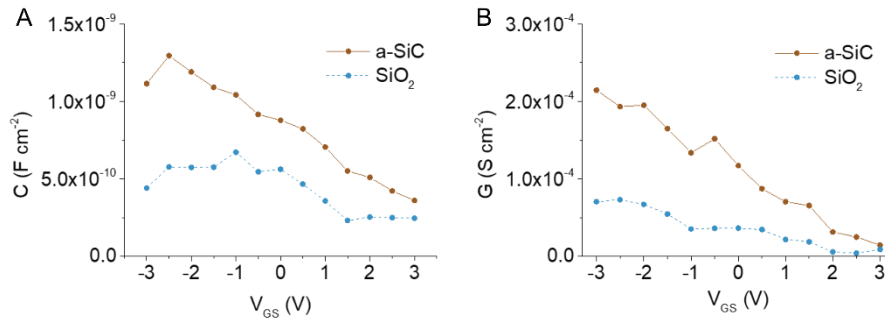 A
C (F cm⁻²)
1.5x10⁻⁹
1.0x10⁻⁹
5.0x10⁻¹⁰
0.0
a-SiC
SiO₂
-3 -2 -1 0 1 2 3
V_GS (V)
B
G (S cm⁻²)
3.0x10⁻⁴
2.0x10⁻⁴
1.0x10⁻⁴
0.0
a-SiC
SiO₂
-3 -2 -1 0 1 2 3
V_GS (V)